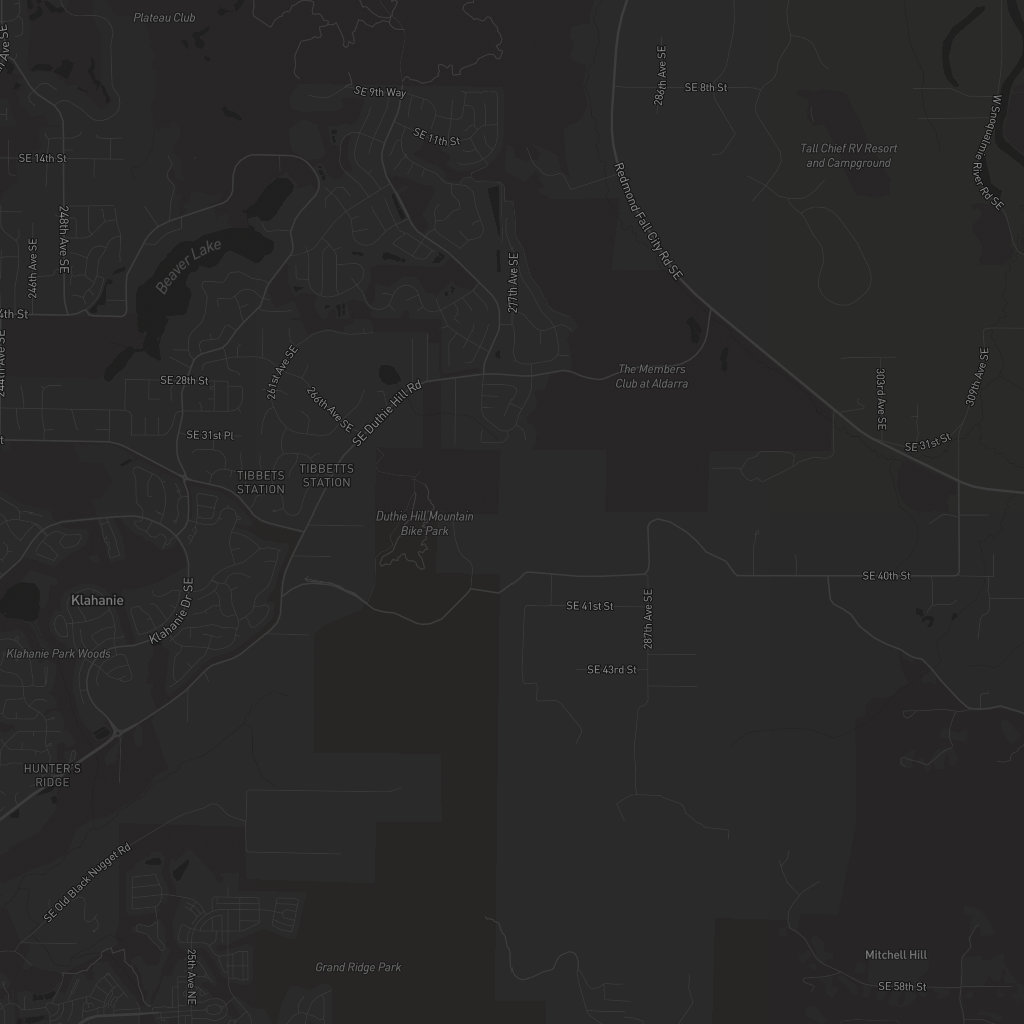 Plateau Club
SE 9th Way
SE 11th St
286th Ave SE
SE 8th St
W Snoqualmie River Rd SE
Tall Chief RV Resort
and Campground
SE 14th St
248th Ave SE
246th Ave SE
Beaver Lake
Redmond Fall City Rd SE
277th Ave SE
4th St
244th Ave SE
SE 28th St
261st Ave SE
266th Ave SE
SE Duthie Hill Rd
The Members
Club at Aldarra
303rd Ave SE
309th Ave SE
SE 31st St
SE 31st Pl
TIBBETS
STATION
TIBBETTS
STATION
Duthie Hill Mountain
Bike Park
SE 40th St
SE 41st St
287th Ave SE
SE 43rd St
Klahanie
Klahanie Dr SE
Klahanie Park Woods
HUNTER'S
RIDGE
SE Old Black Nugget Rd
25th Ave NE
Grand Ridge Park
Mitchell Hill
SE 58th St